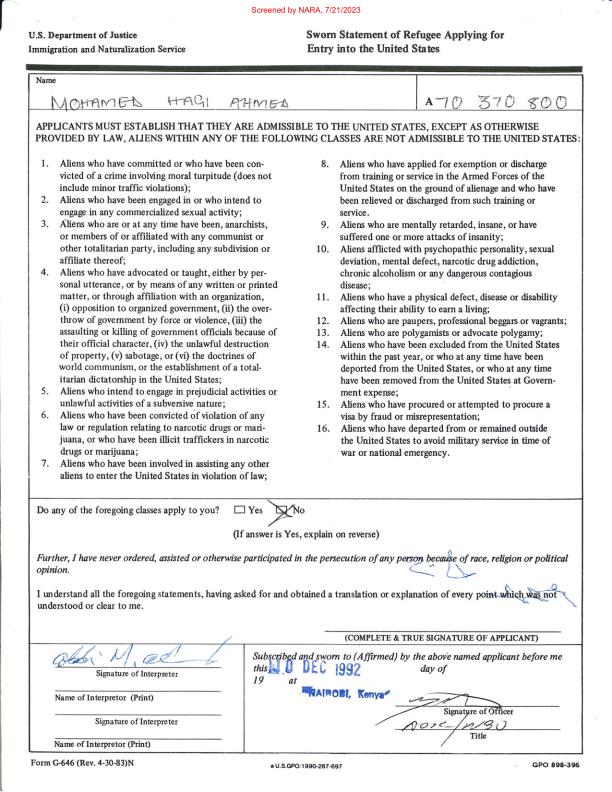 Screened by NARA, 7/21/2023
U.S. Department of Justice
Immigration and Naturalization Service
Sworn Statement of Refugee Applying for
Entry into the United States
Name
MOHAMED HAGI AHMED
A 70 370 800
APPLICANTS MUST ESTABLISH THAT THEY ARE ADMISSIBLE TO THE UNITED STATES, EXCEPT AS OTHERWISE
PROVIDED BY LAW, ALIENS WITHIN ANY OF THE FOLLOWING CLASSES ARE NOT ADMISSIBLE TO THE UNITED STATES:
1. Aliens who have committed or who have been con-
victed of a crime involving moral turpitude (does not
include minor traffic violations);
2. Aliens who have been engaged in or who intend to
engage in any commercialized sexual activity;
3. Aliens who are or at any time have been, anarchists,
or members of or affiliated with any communist or
other totalitarian party, including any subdivision or
affiliate thereof;
4. Aliens who have advocated or taught, either by per-
sonal utterance, or by means of any written or printed
matter, or through affiliation with an organization,
(i) opposition to organized government, (ii) the over-
throw of government by force or violence, (iii) the
assaulting or killing of government officials because of
their official character, (iv) the unlawful destruction
of property, (v) sabotage, or (vi) the doctrines of
world communism, or the establishment of a total-
itarian dictatorship in the United States;
5. Aliens who intend to engage in prejudicial activities or
unlawful activities of a subversive nature;
6. Aliens who have been convicted of violation of any
law or regulation relating to narcotic drugs or mari-
juana, or who have been illicit traffickers in narcotic
drugs or marijuana;
7. Aliens who have been involved in assisting any other
aliens to enter the United States in violation of law;
8. Aliens who have applied for exemption or discharge
from training or service in the Armed Forces of the
United States on the ground of alienage and who have
been relieved or discharged from such training or
service.
9. Aliens who are mentally retarded, insane, or have
suffered one or more attacks of insanity;
10. Aliens afflicted with psychopathic personality, sexual
deviation, mental defect, narcotic drug addiction,
chronic alcoholism or any dangerous contagious
disease;
11. Aliens who have a physical defect, disease or disability
affecting their ability to earn a living;
12. Aliens who are paupers, professional beggars or vagrants;
13. Aliens who are polygamists or advocate polygamy.
14. Aliens who have been excluded from the United States
within the past year, or who at any time have been
deported from the United States, or who at any time
have been removed from the United States at Govern-
ment expense;
15. Aliens who have procured or attempted to procure a
visa by fraud or misrepresentation;
16. Aliens who have departed from or remained outside
the United States to avoid military service in time of
war or national emergency.
Do any of the foregoing classes apply to you? Yes No
(If answer is Yes, explain on reverse)
Further, I have never ordered, assisted or otherwise participated in the persecution of any person because of race, religion or political
opinion.
I understand all the foregoing statements, having asked for and obtained a translation or explanation of every point which was not
understood or clear to me.
(COMPLETE & TRUE SIGNATURE OF APPLICANT)
Signature of Interpreter
Name of Interpreter (Print)
Signature of Interpreter
Name of Interpreter (Print)
Subscribed and sworn to (Affirmed) by the above named applicant before me
this 10 DEC 1992 day of
19 at
NAIROBI, Kenya
Signature of Officer
Title
Form G-646 (Rev. 4-30-83)N
U.S.GPO:1990-267-697
GPO 898-396